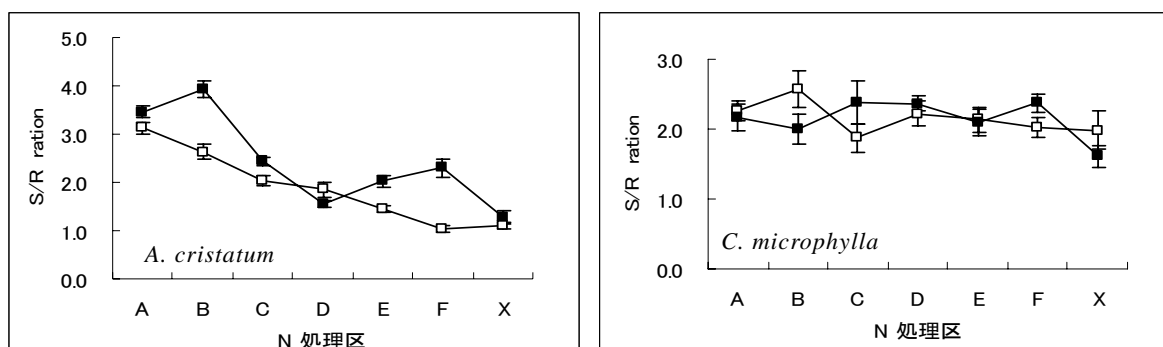 5.0
4.0
3.0
2.0
1.0
0.0
S/R ration
A. cristatum
A B C D E F X
N 処理区
3.0
2.0
1.0
0.0
S/R ration
C. microphylla
A B C D E F X
N 処理区